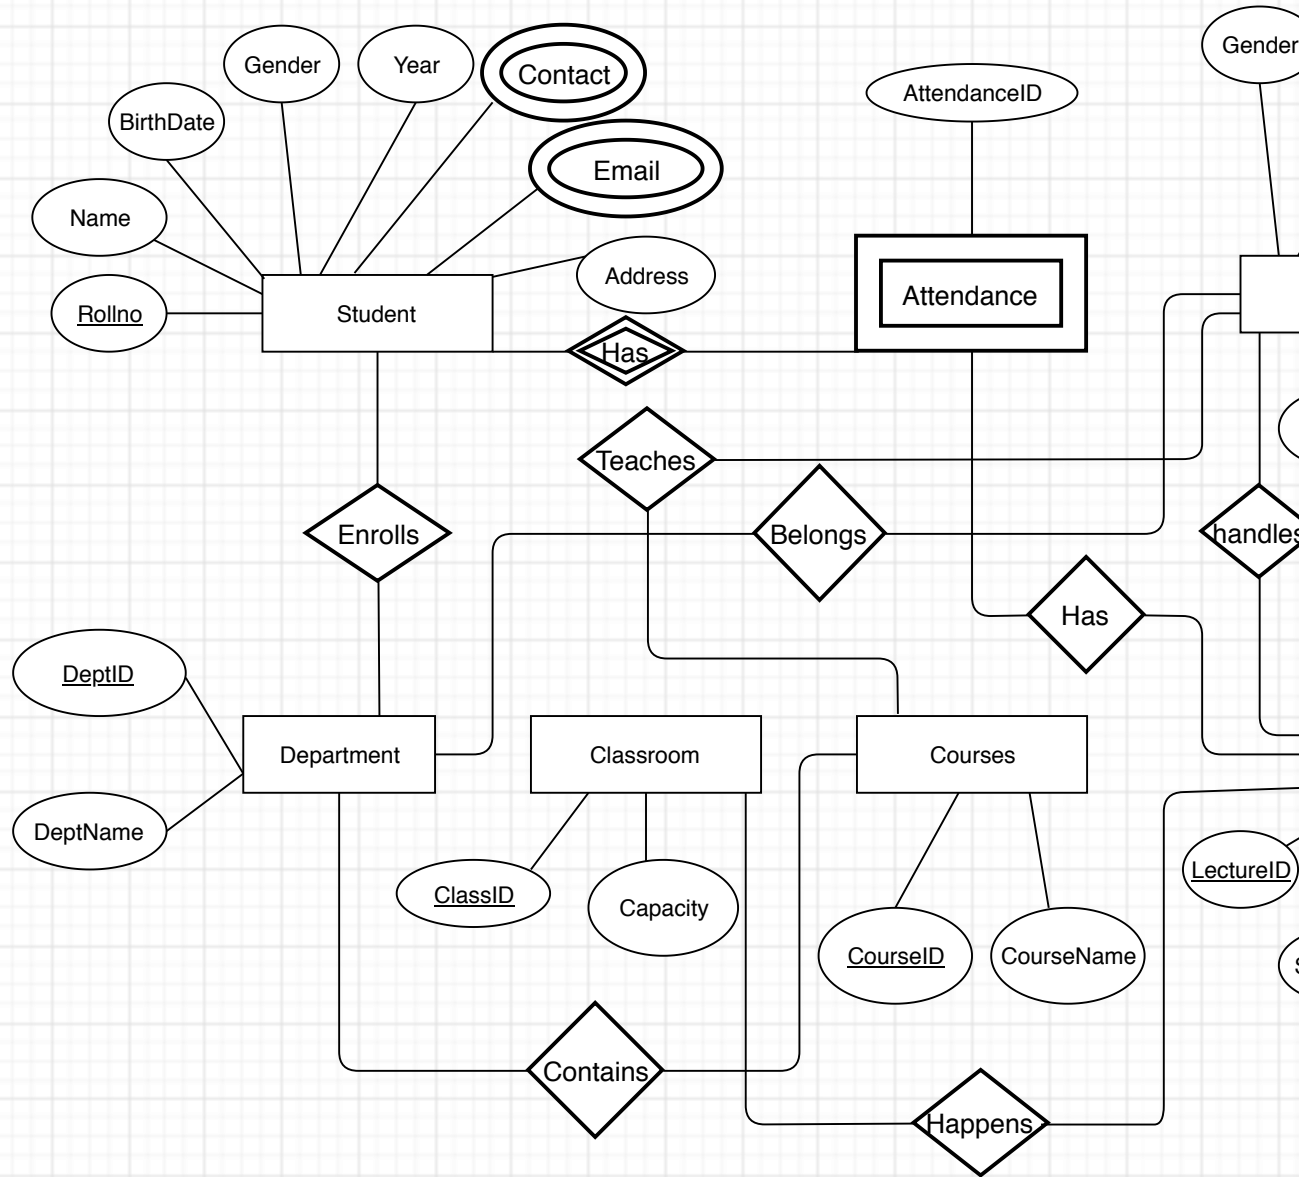 Gender
Gender
Year
Contact
AttendanceID
BirthDate
Email
Name
Address
Rollno
Student
Attendance
Has
Teaches
Enrolls
Belongs
handles
Has
DeptID
Department
Classroom
Courses
DeptName
ClassID
Capacity
LectureID
CourseID
CourseName
Contains
Happens